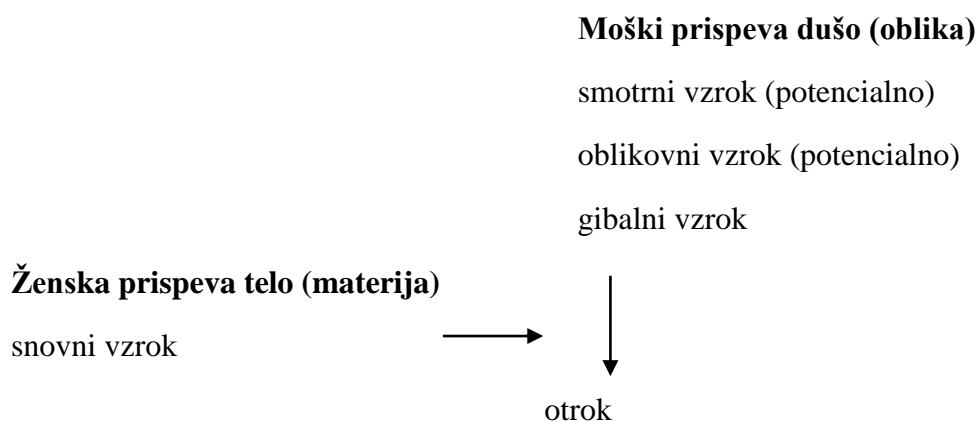 Moški prispeva dušo (oblika)
smotrni vzrok (potencialno)
oblikovni vzrok (potencialno)
gibalni vzrok
Ženska prispeva telo (materija)
snovni vzrok
otrok